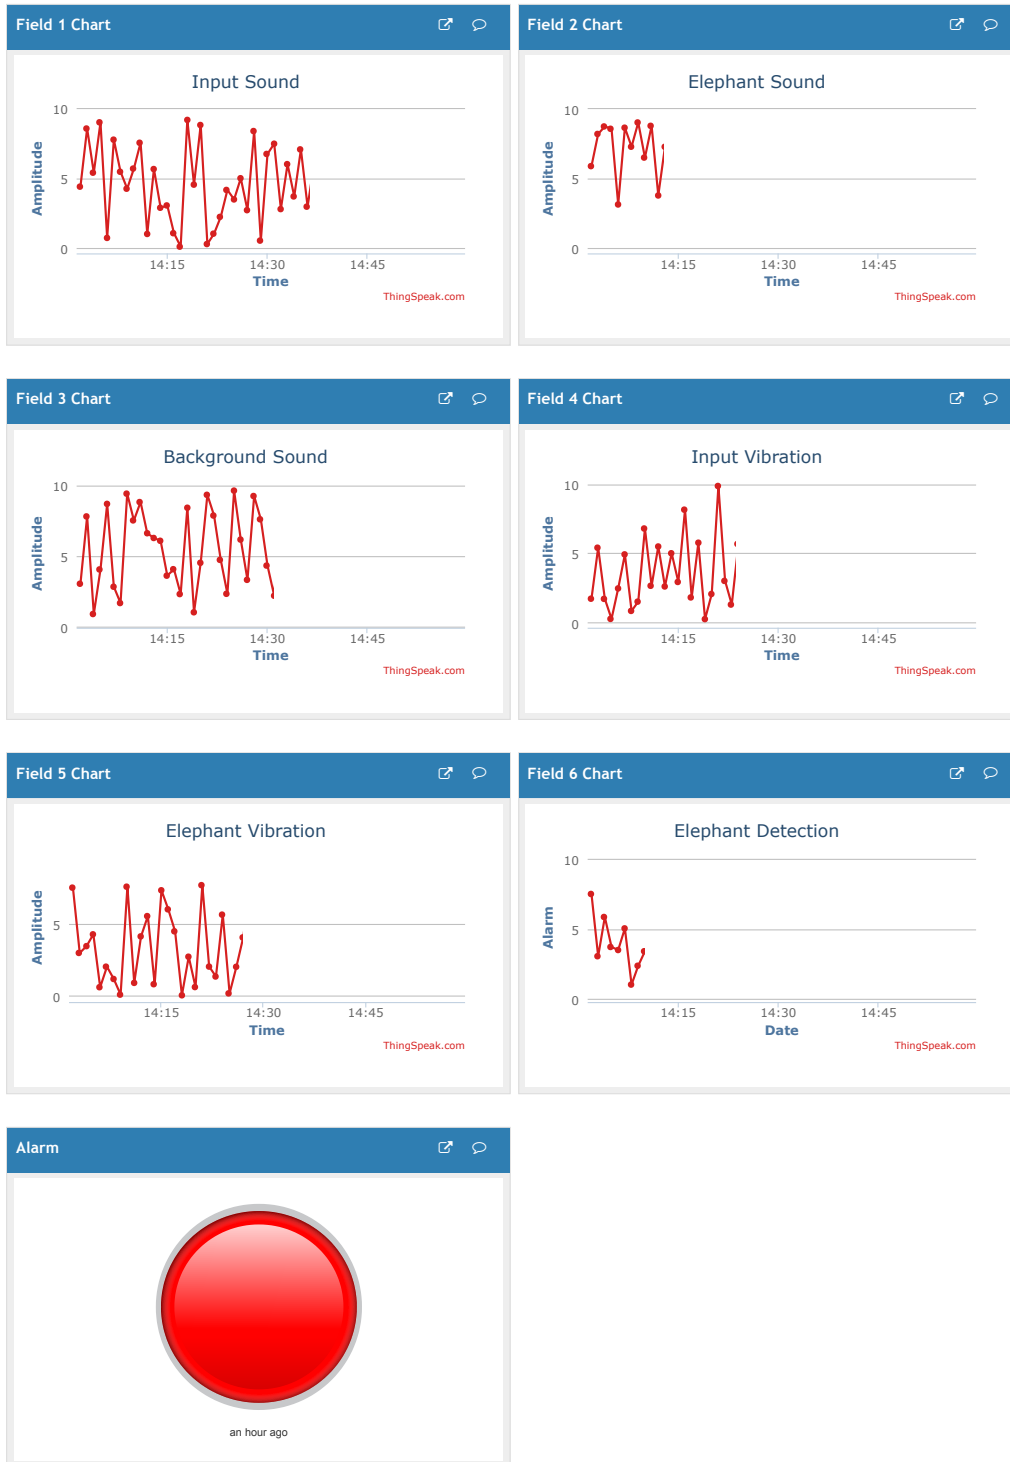 Field 1 Chart
Input Sound
Amplitude
10
5
0
14:15 14:30 14:45
Time
ThingSpeak.com
Field 2 Chart
Elephant Sound
Amplitude
10
5
0
14:15 14:30 14:45
Time
ThingSpeak.com
Field 3 Chart
Background Sound
Amplitude
10
5
0
14:15 14:30 14:45
Time
ThingSpeak.com
Field 4 Chart
Input Vibration
Amplitude
10
5
0
14:15 14:30 14:45
Time
ThingSpeak.com
Field 5 Chart
Elephant Vibration
Amplitude
5
0
14:15 14:30 14:45
Time
ThingSpeak.com
Field 6 Chart
Elephant Detection
Alarm
10
5
0
14:15 14:30 14:45
Date
ThingSpeak.com
Alarm
an hour ago